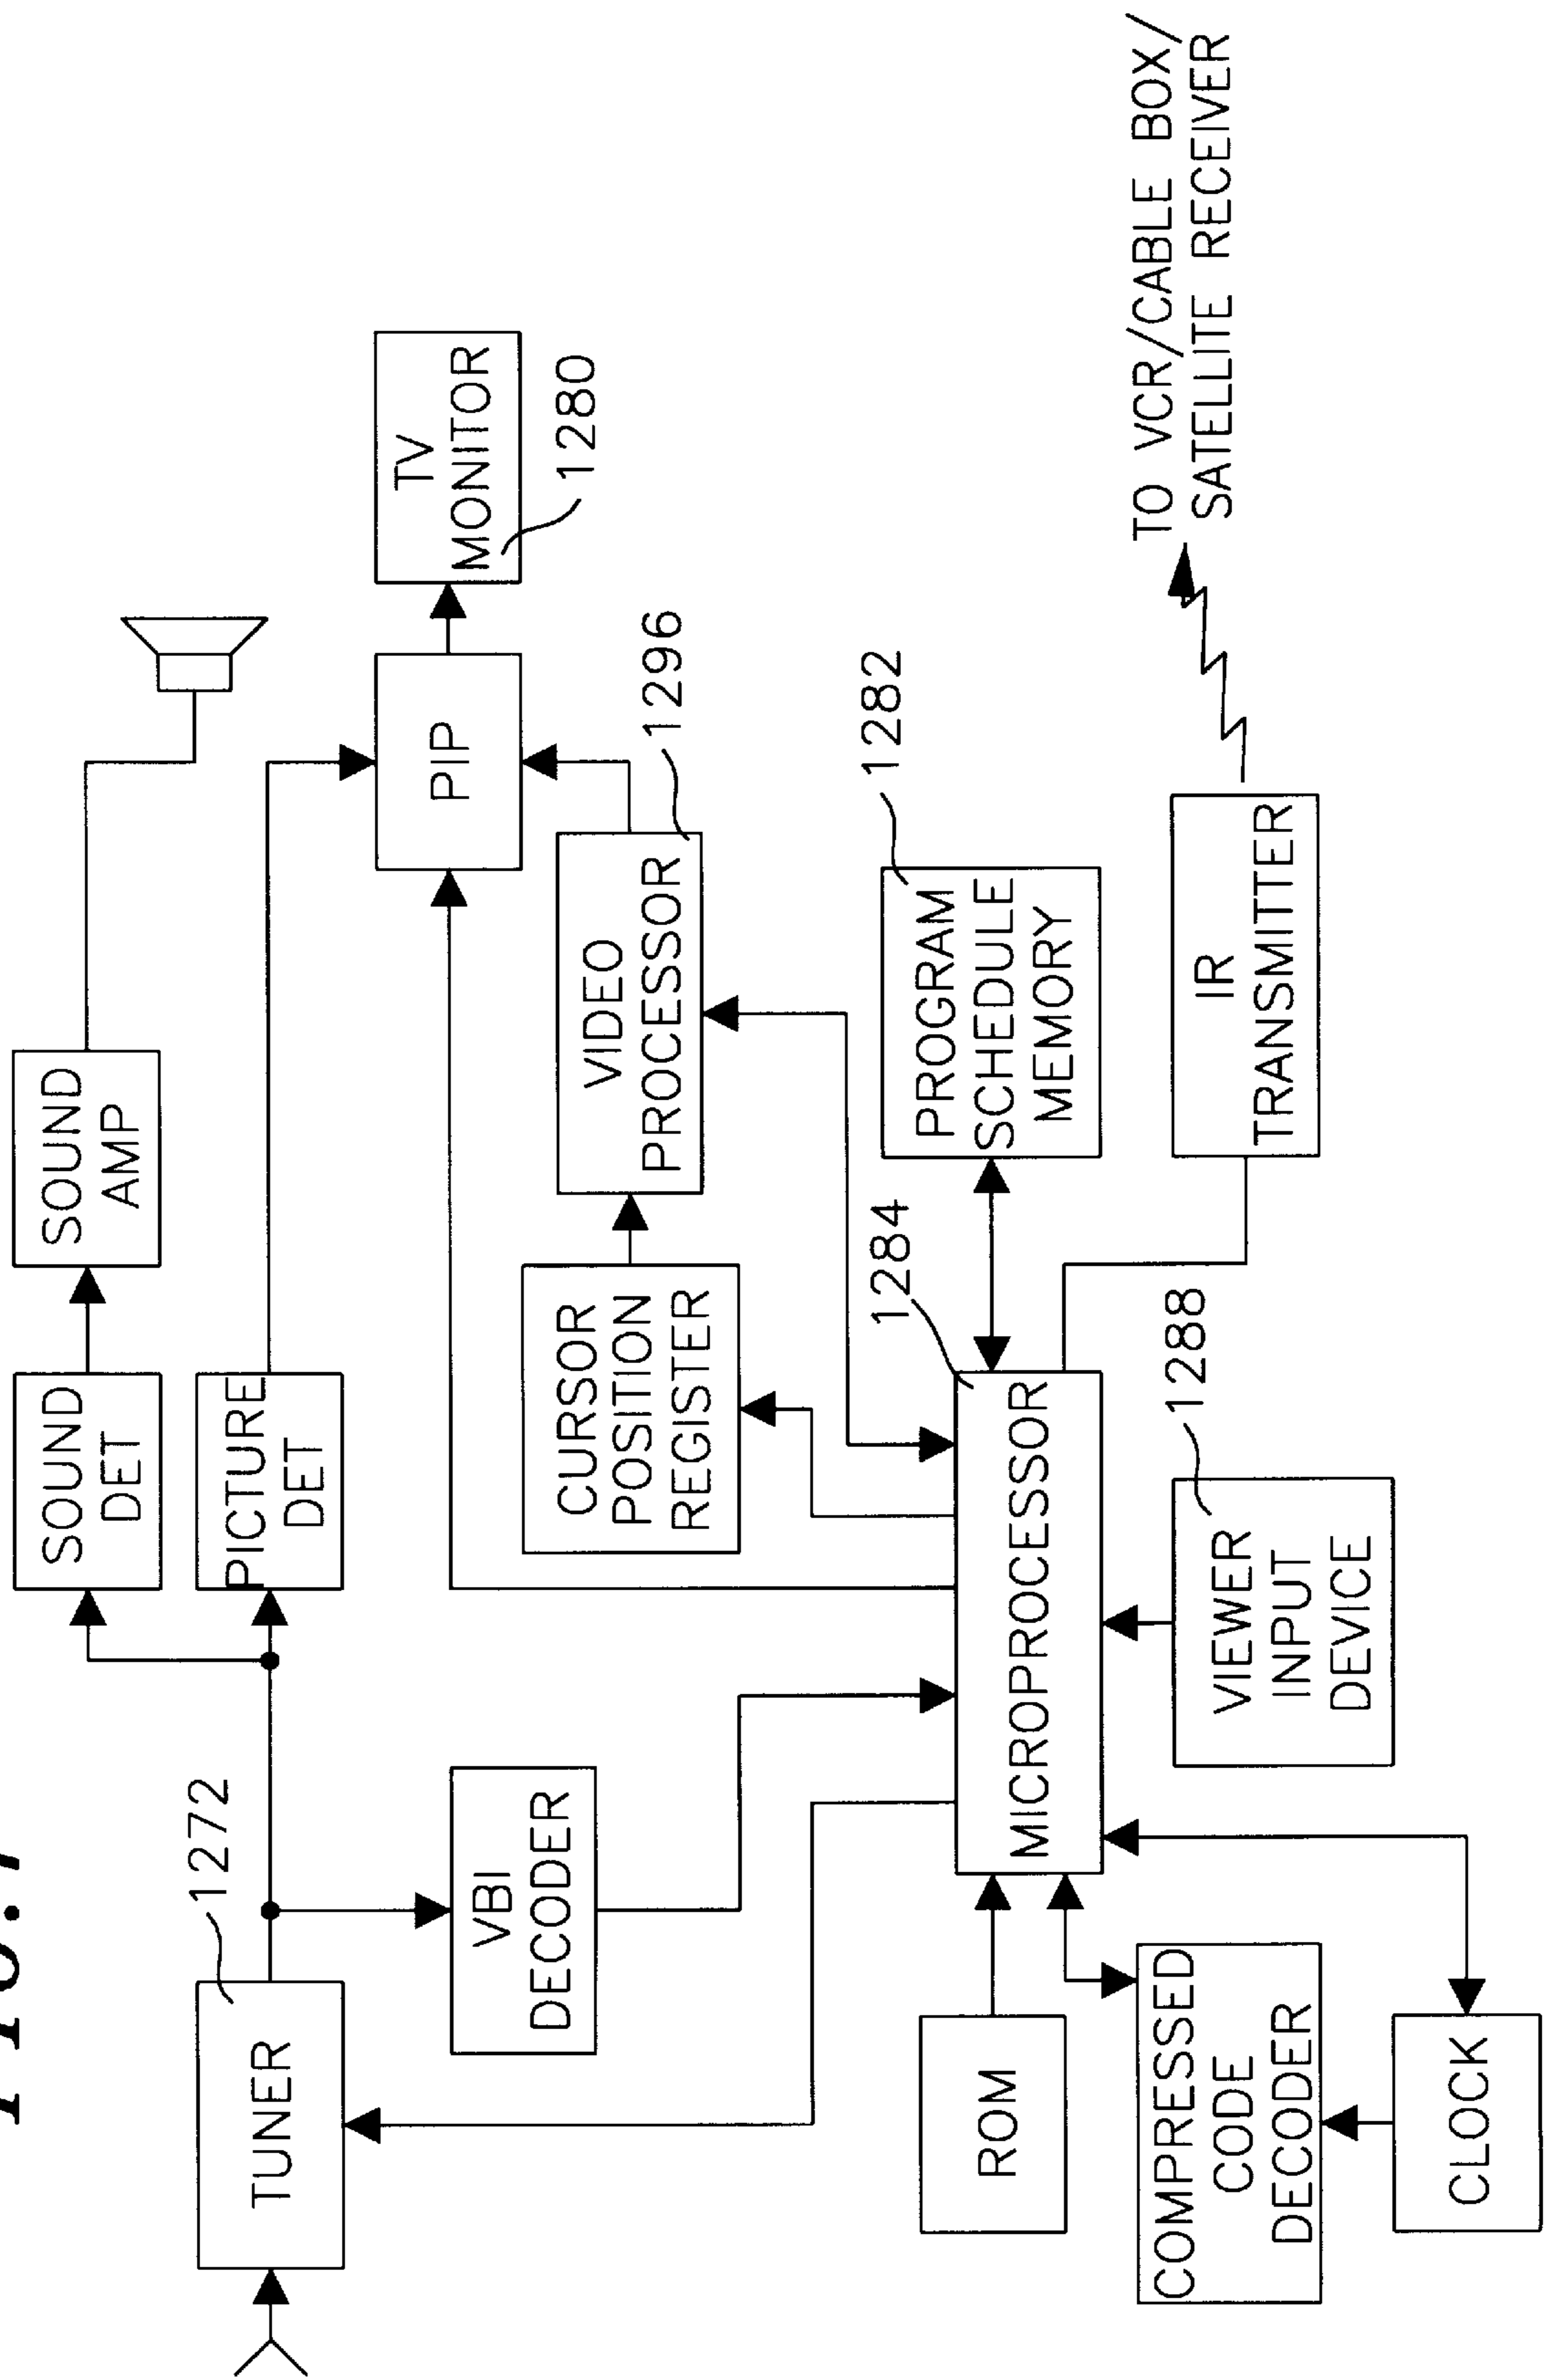 SOUND
DET
SOUND
AMP
1272
TUNER
PICTURE
DET
PIP
TV
MONITOR
1280
VBI
DECODER
CURSOR
POSITION
REGISTER
VIDEO
PROCESSOR
1296
ROM
MICROPROCESSOR
1284
PROGRAM
SCHEDULE
MEMORY
1282
COMPRESSED
CODE
DECODER
CLOCK
VIEWER
INPUT
DEVICE
1288
IR
TRANSMITTER
TO VCR/CABLE BOX/
SATELLITE RECEIVER